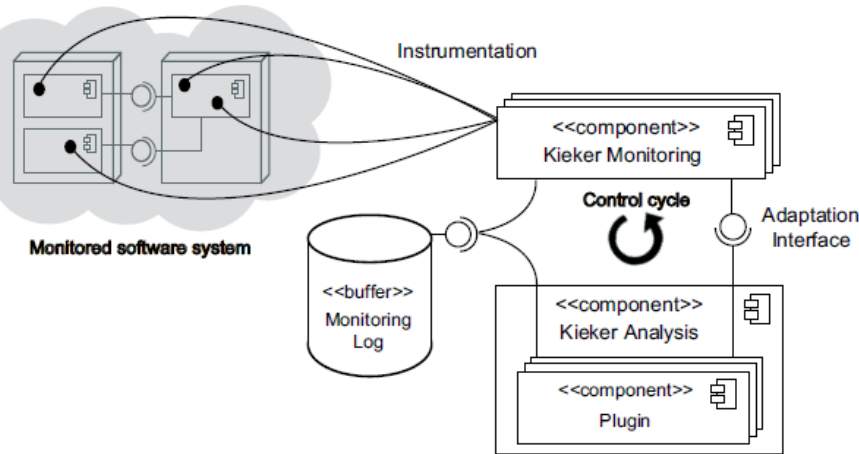 Instrumentation
<<component>>
Kieker Monitoring
Control cycle
Adaptation
Interface
Monitored software system
<<buffer>>
Monitoring
Log
<<component>>
Kieker Analysis
<<component>>
Plugin